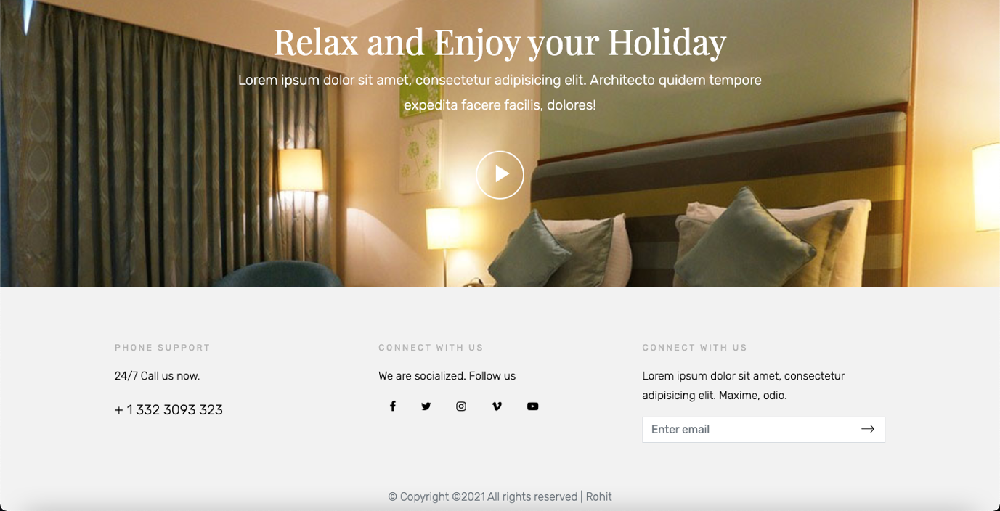 Relax and Enjoy your Holiday
Lorem ipsum dolor sit amet, consectetur adipisicing elit. Architecto quidem tempore
expedita facere facilis, dolores!
PHONE SUPPORT
24/7 Call us now.
+ 1 332 3093 323
CONNECT WITH US
We are socialized. Follow us
CONNECT WITH US
Lorem ipsum dolor sit amet, consectetur
adipisicing elit. Maxime, odio.
Enter email
© Copyright ©2021 All rights reserved | Rohit